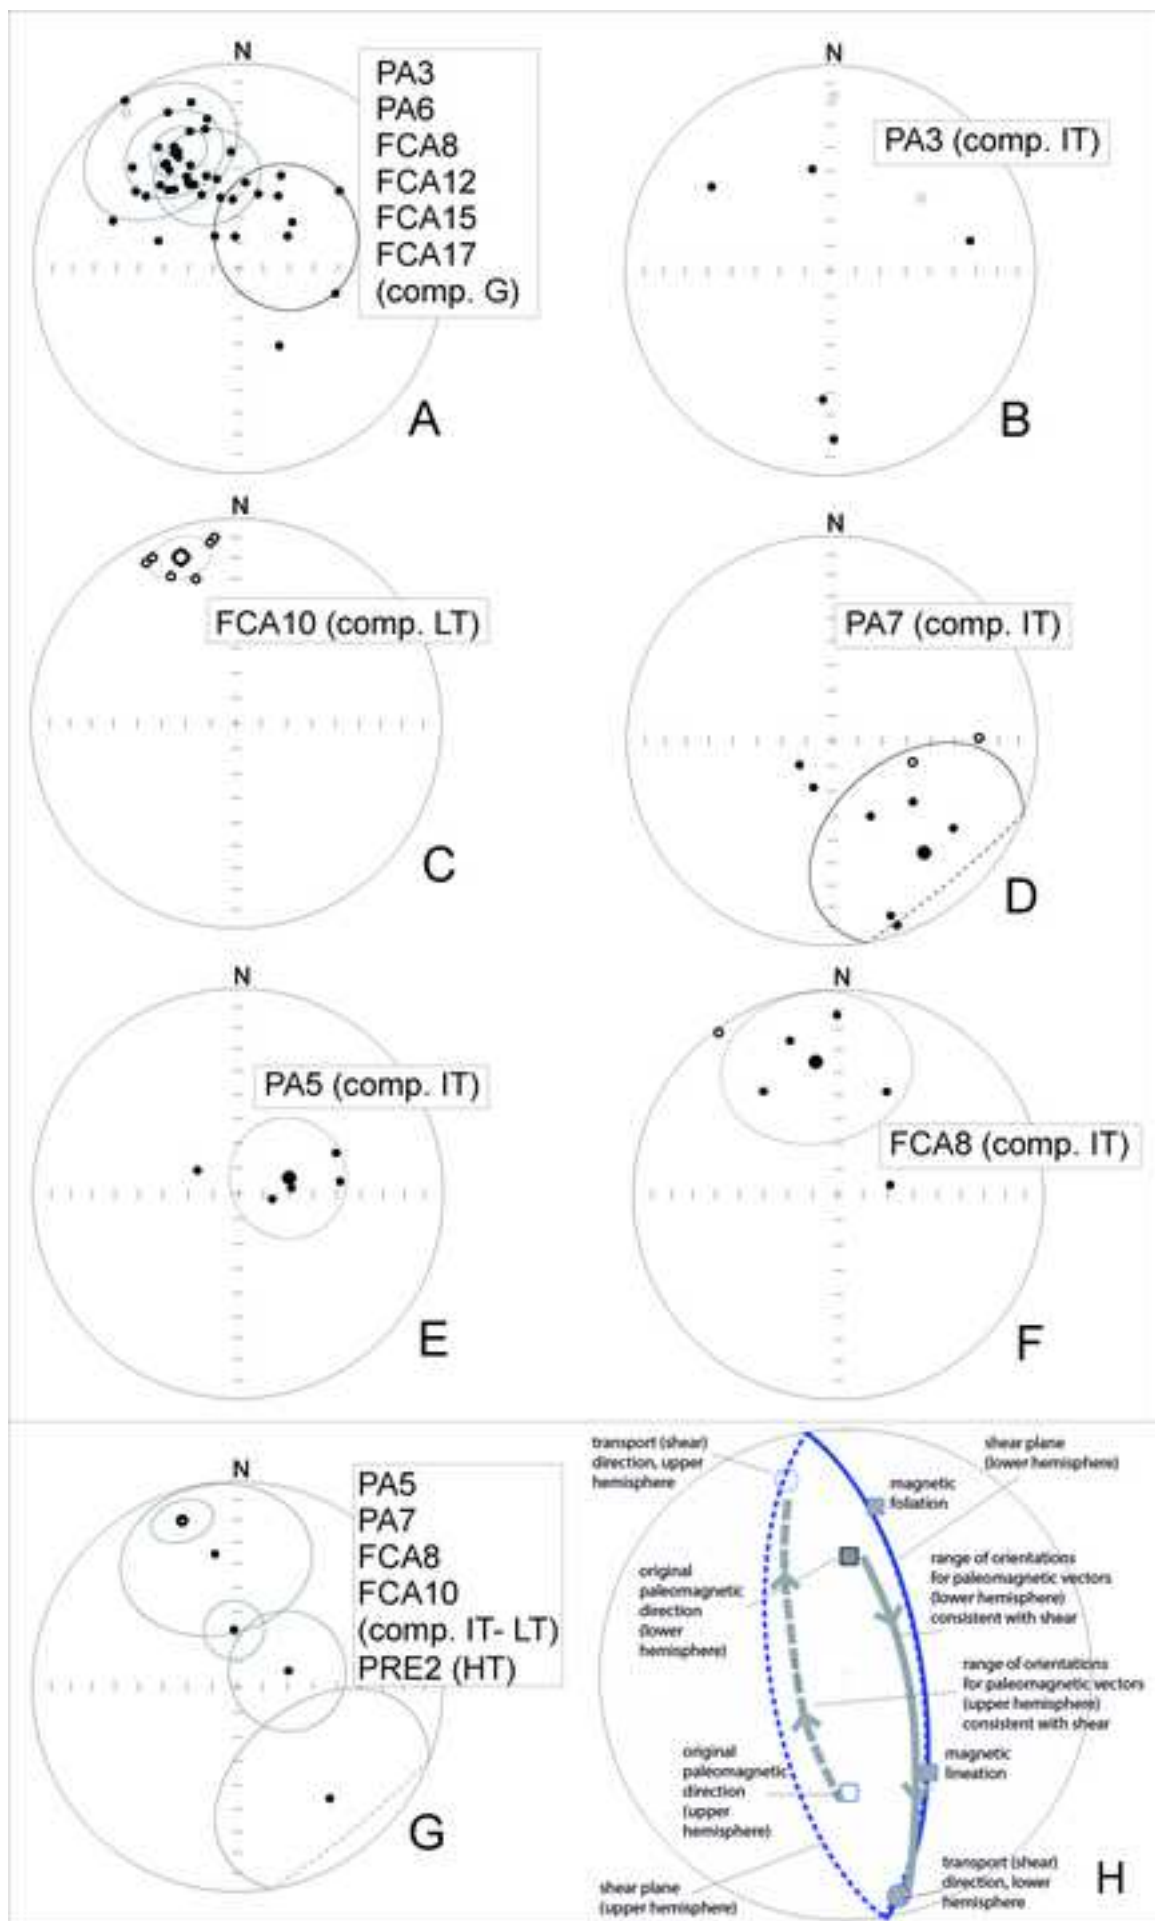 N
PA3
PA6
FCA8
FCA12
FCA15
FCA17
(comp. G)
A
N
PA3 (comp. IT)
B
N
FCA10 (comp. LT)
C
N
PA7 (comp. IT)
D
N
PA5 (comp. IT)
E
N
FCA8 (comp. IT)
F
N
PA5
PA7
FCA8
FCA10
(comp. IT- LT)
PRE2 (HT)
G
transport (shear)
direction, upper
hemisphere
shear plane
(lower hemisphere)
magnetic
foliation
original
paleomagnetic
direction
(lower
hemisphere)
range of orientations
for paleomagnetic vectors
(lower hemisphere)
consistent with shear
range of orientations
for paleomagnetic vectors
(upper hemisphere)
consistent with shear
original
paleomagnetic
direction
(upper
hemisphere)
magnetic
lineation
shear plane
(upper hemisphere)
transport (shear)
direction, lower
hemisphere
H